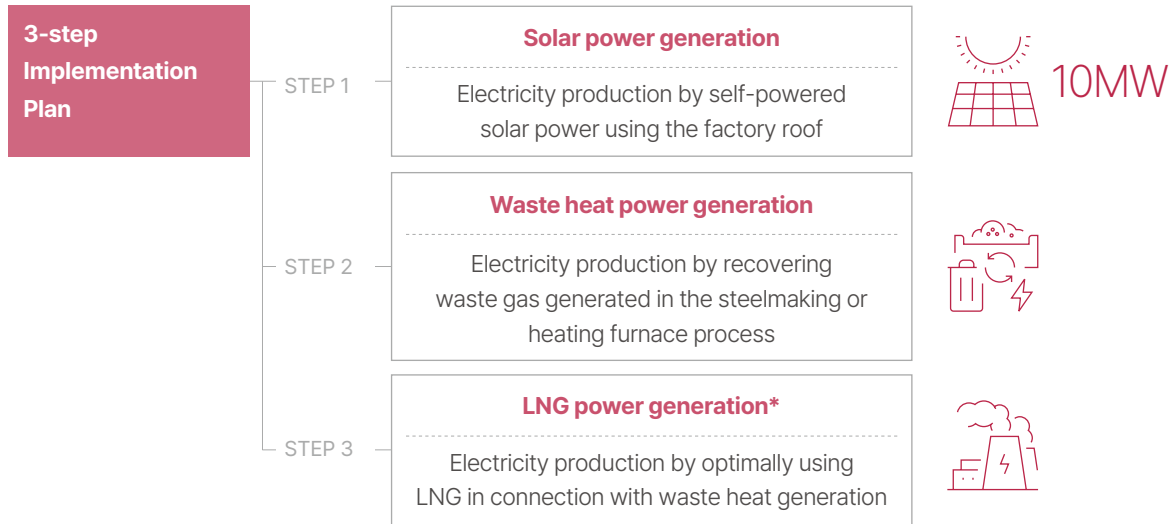 3-step
Implementation
Plan
STEP 1
Solar power generation
Electricity production by self-powered
solar power using the factory roof
10MW
STEP 2
Waste heat power generation
Electricity production by recovering
waste gas generated in the steelmaking or
heating furnace process
STEP 3
LNG power generation*
Electricity production by optimally using
LNG in connection with waste heat generation